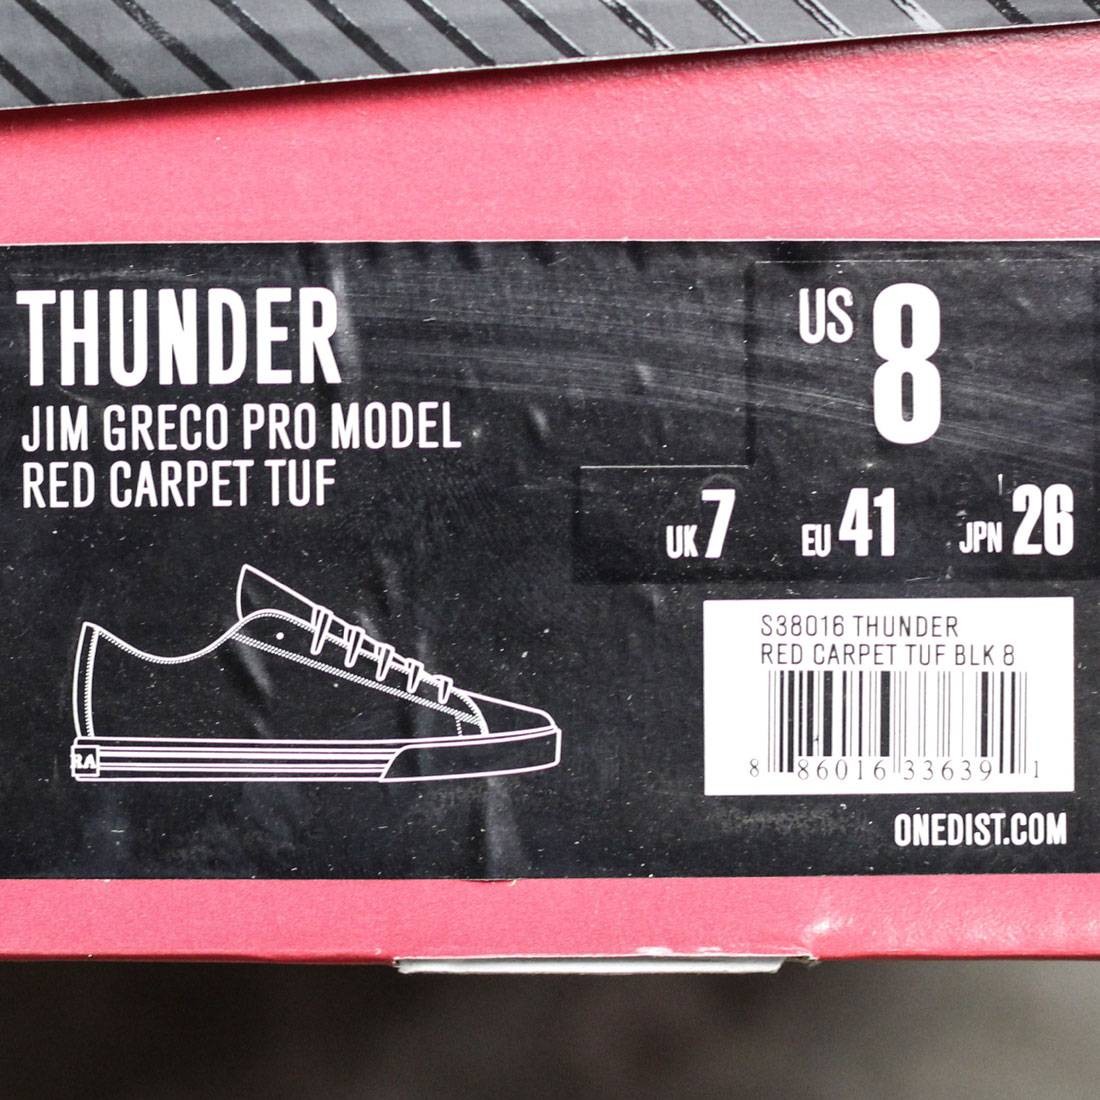 THUNDER
JIM GRECO PRO MODEL
RED CARPET TUF
US 8
UK 7 EU 41 JPN 26
RA
S38016 THUNDER
RED CARPET TUF BLK 8
8 86016 33639 1
ONEDIST.COM